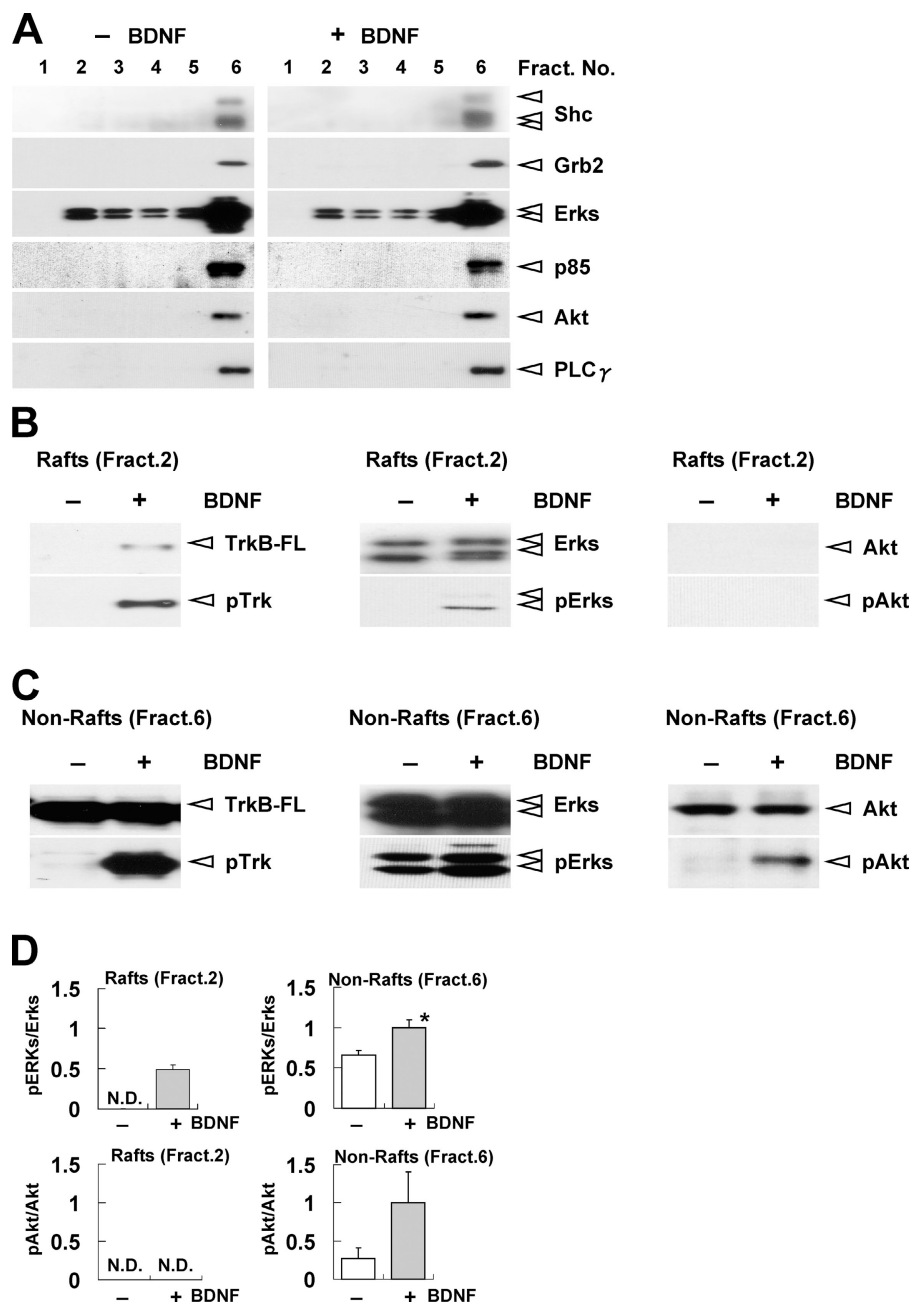 A
– BDNF + BDNF
1 2 3 4 5 6 1 2 3 4 5 6 Fract. No.
Shc
Grb2
Erks
p85
Akt
PLCγ
B
Rafts (Fract.2) Rafts (Fract.2) Rafts (Fract.2)
– + BDNF – + BDNF – + BDNF
TrkB-FL Erks Akt
pTrk pErks pAkt
C
Non-Rafts (Fract.6) Non-Rafts (Fract.6) Non-Rafts (Fract.6)
– + BDNF – + BDNF – + BDNF
TrkB-FL Erks Akt
pTrk pErks pAkt
D
Rafts (Fract.2)
pERKs/Erks
1.5
1
0.5
0
N.D.
– + BDNF
Non-Rafts (Fract.6)
pERKs/Erks
1.5
1
0.5
0
*
– + BDNF
Rafts (Fract.2)
pAkt/Akt
1.5
1
0.5
0
N.D. N.D.
– + BDNF
Non-Rafts (Fract.6)
pAkt/Akt
1.5
1
0.5
0
– + BDNF